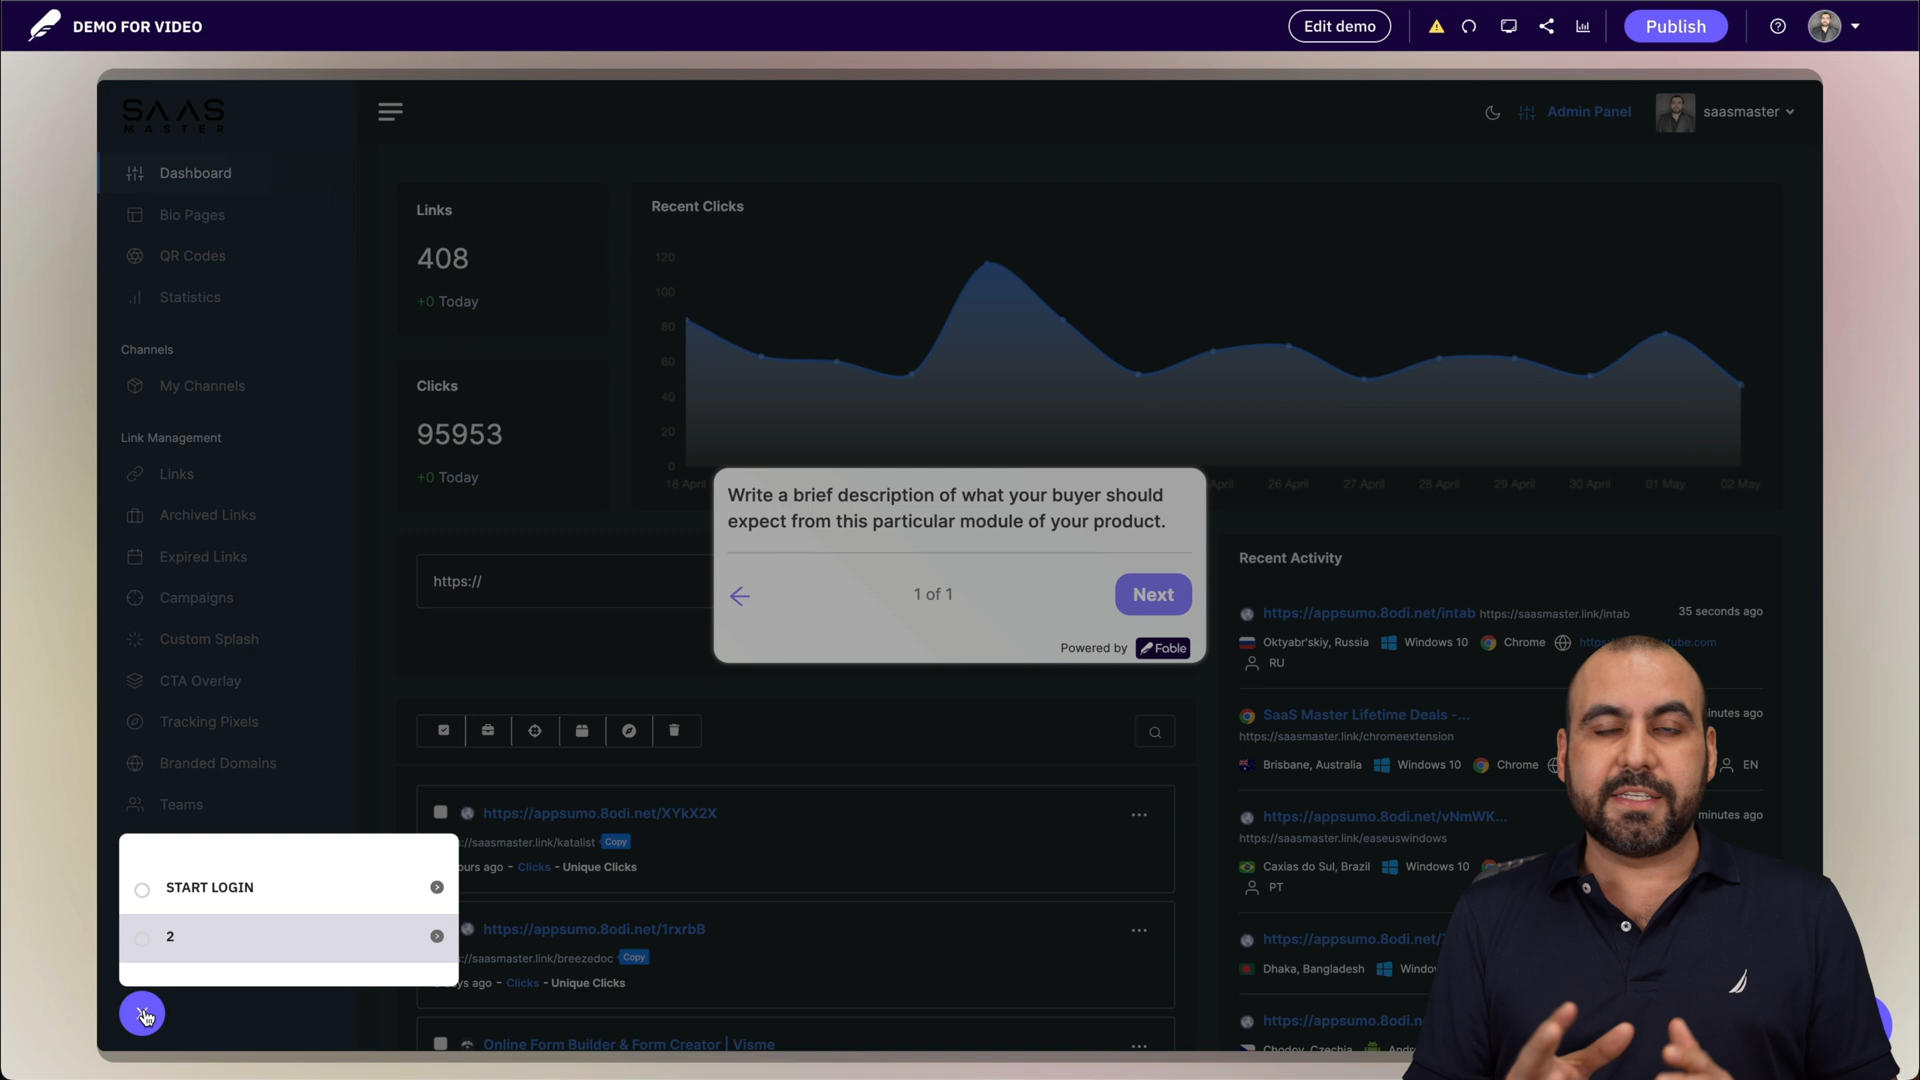 DEMO FOR VIDEO
Edit demo
Publish
SAAS
MASTER
Admin Panel
saasmaster
Dashboard
Bio Pages
QR Codes
Statistics
Channels
My Channels
Link Management
Links
Archived Links
Expired Links
Campaigns
Custom Splash
CTA Overlay
Tracking Pixels
Branded Domains
Teams
START LOGIN
2
Links
408
+0 Today
Clicks
95953
+0 Today
Recent Clicks
120
100
80
60
40
20
0
18 April
April
26 April
27 April
28 April
29 April
30 April
01 May
02 May
Write a brief description of what your buyer should
expect from this particular module of your product.
1 of 1
Next
Powered by Fable
https://
https://appsumo.8odi.net/XYkX2X
://saasmaster.link/katalist Copy
ours ago - Clicks - Unique Clicks
https://appsumo.8odi.net/1rxrbB
://saasmaster.link/breezedoc Copy
ys ago - Clicks - Unique Clicks
Online Form Builder & Form Creator | Visme
Recent Activity
https://appsumo.8odi.net/intab https://saasmaster.link/intab 35 seconds ago
Oktyabr'skiy, Russia Windows 10 Chrome
RU
SaaS Master Lifetime Deals -... inutes ago
https://saasmaster.link/chromeextension
Brisbane, Australia Windows 10 Chrome EN
https://appsumo.8odi.net/vNmWK... minutes ago
https://saasmaster.link/easeuswindows
Caxias do Sul, Brazil Windows 10
PT
https://appsumo.8odi.net/
Dhaka, Bangladesh Windo
https://appsumo.8odi.n
Chodov, Czechia Andr